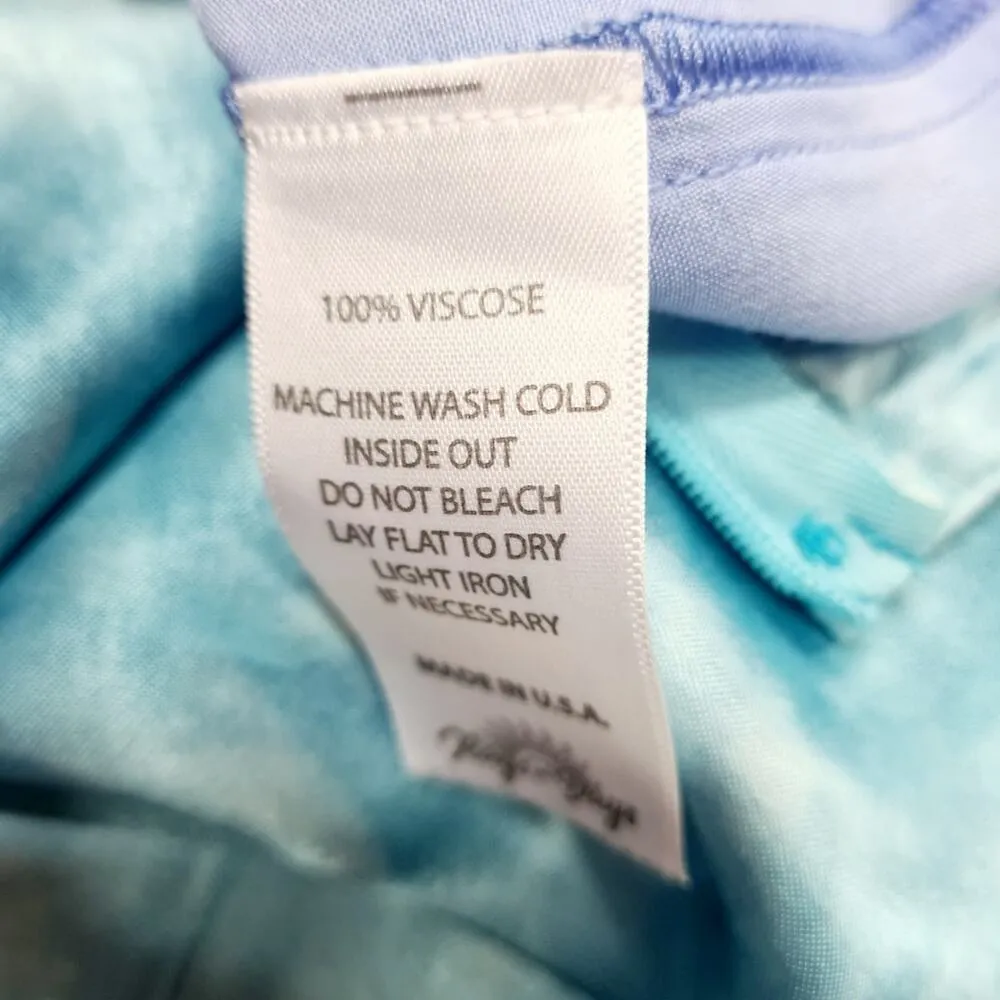 100% VISCOSE
MACHINE WASH COLD
INSIDE OUT
DO NOT BLEACH
LAY FLAT TO DRY
LIGHT IRON
IF NECESSARY
MADE IN U.S.A.
Days